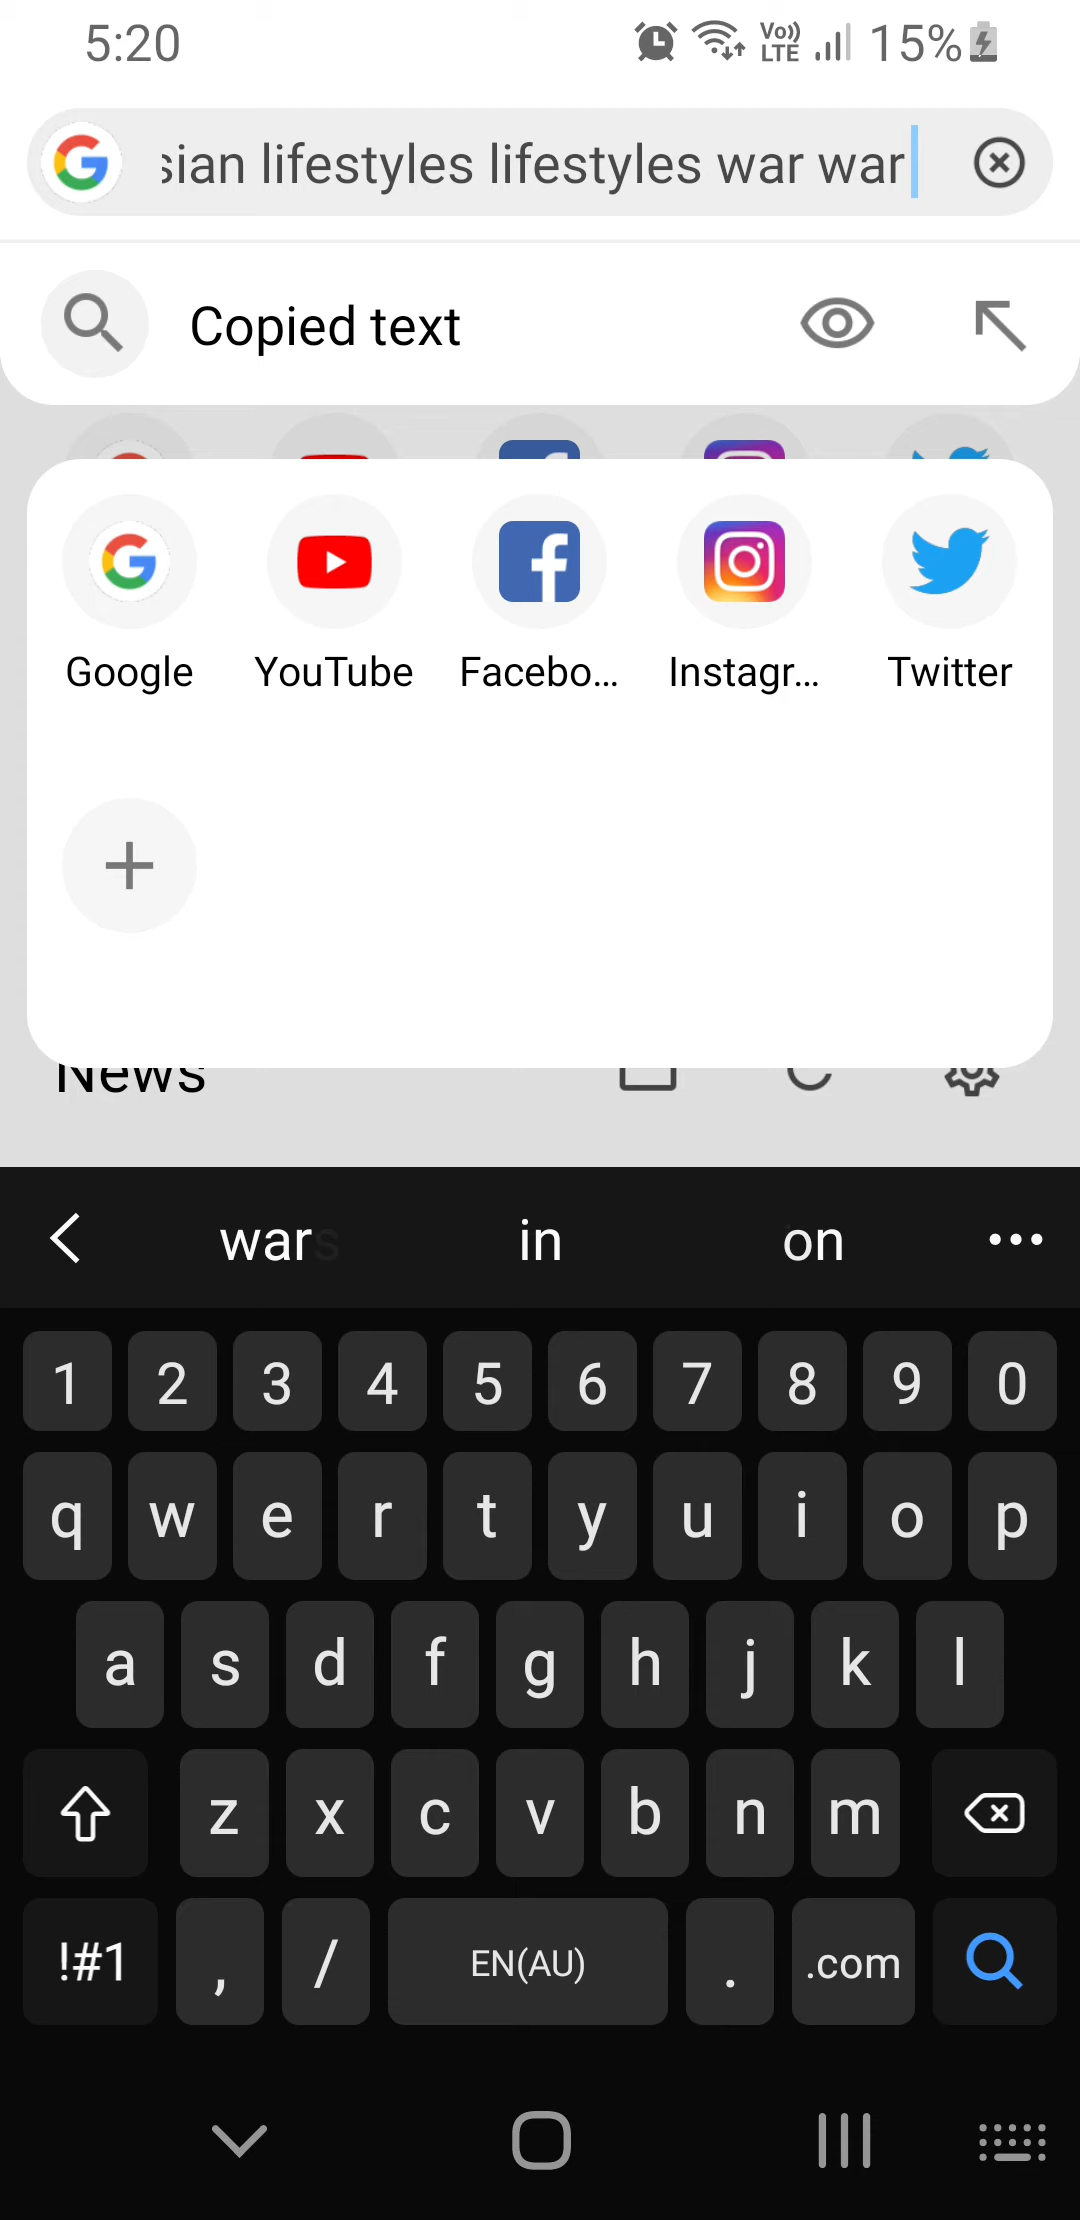 5:20
Vo)) LTE 15%
lifestyles lifestyles war war
Copied text
Google YouTube Facebo... Instagr... Twitter
News
wars in on
1 2 3 4 5 6 7 8 9 0
q w e r t y u i o p
a s d f g h j k l
z x c v b n m
!#1 , / EN(AU) . .com